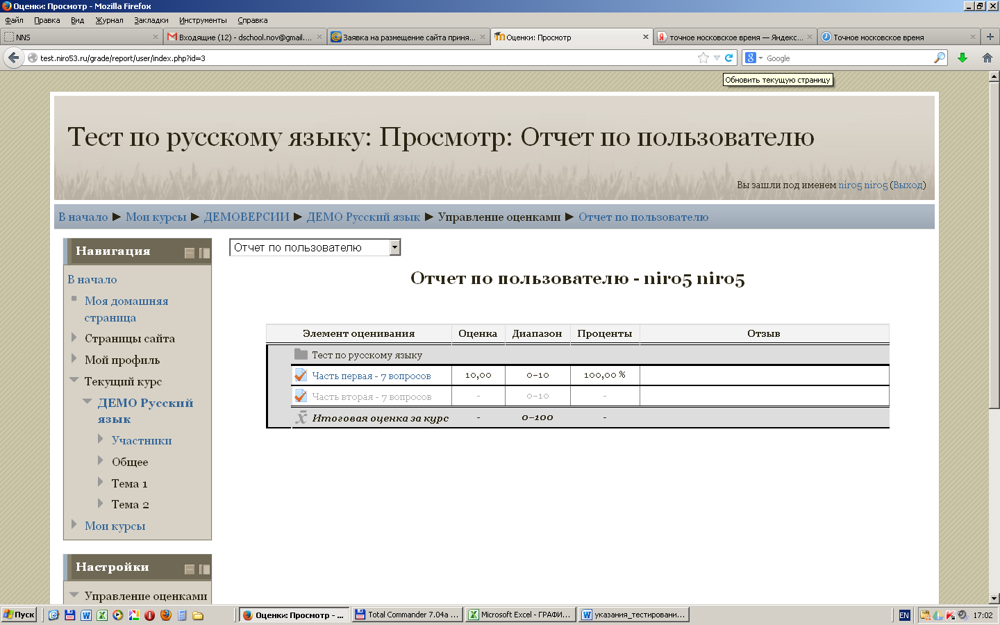 Оценки: Просмотр - Mozilla Firefox
Файл Правка Вид Журнал Закладки Инструменты Справка
NNS
Входящие (12) - dschool.nov@gmail....
Заявка на размещение сайта приня...
Оценки: Просмотр
точное московское время — Яндекс...
Точное московское время
test.niro53.ru/grade/report/user/index.php?id=3
Google
Обновить текущую страницу
Тест по русскому языку: Просмотр: Отчет по пользователю
Вы зашли под именем niro5 niro5 (Выход)
В начало ► Мои курсы ► ДЕМОВЕРСИИ ► ДЕМО Русский язык ► Управление оценками ► Отчет по пользователю
Навигация
В начало
Моя домашняя
страница
Страницы сайта
Мой профиль
Текущий курс
ДЕМО Русский
язык
Участники
Общее
Тема 1
Тема 2
Мои курсы
Настройки
Управление оценками
Отчет по пользователю
Отчет по пользователю - niro5 niro5
Элемент оценивания Оценка Диапазон Проценты Отзыв
Тест по русскому языку
Часть первая - 7 вопросов 10,00 0–10 100,00 %
Часть вторая - 7 вопросов - 0–10 -
Итоговая оценка за курс - 0–100 -
Пуск
Оценки: Просмотр - ...
Total Commander 7.04a ...
Microsoft Excel - ГРАФИ...
указания_тестировани...
EN
17:02